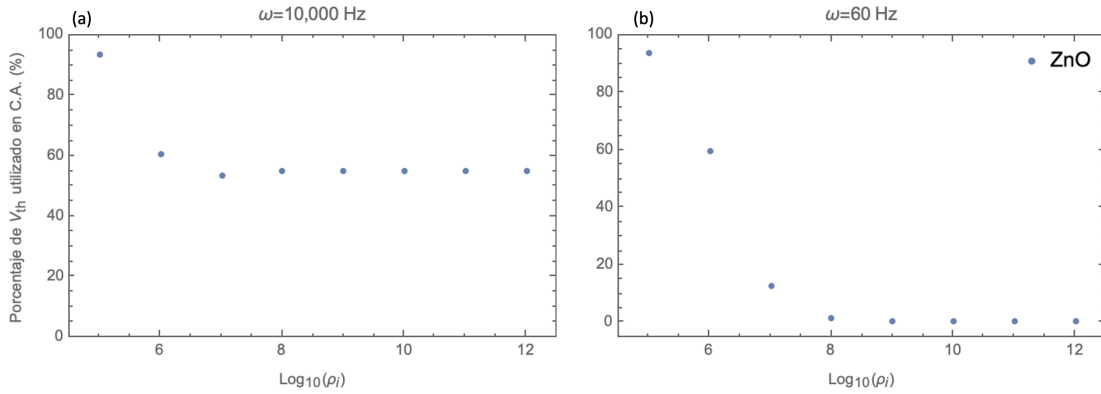 (a)
ω=10,000 Hz
Porcentaje de Vth utilizado en C.A. (%)
100
80
60
40
20
0
6
8
10
12
Log10(ρi)
(b)
ω=60 Hz
ZnO
100
80
60
40
20
0
6
8
10
12
Log10(ρi)